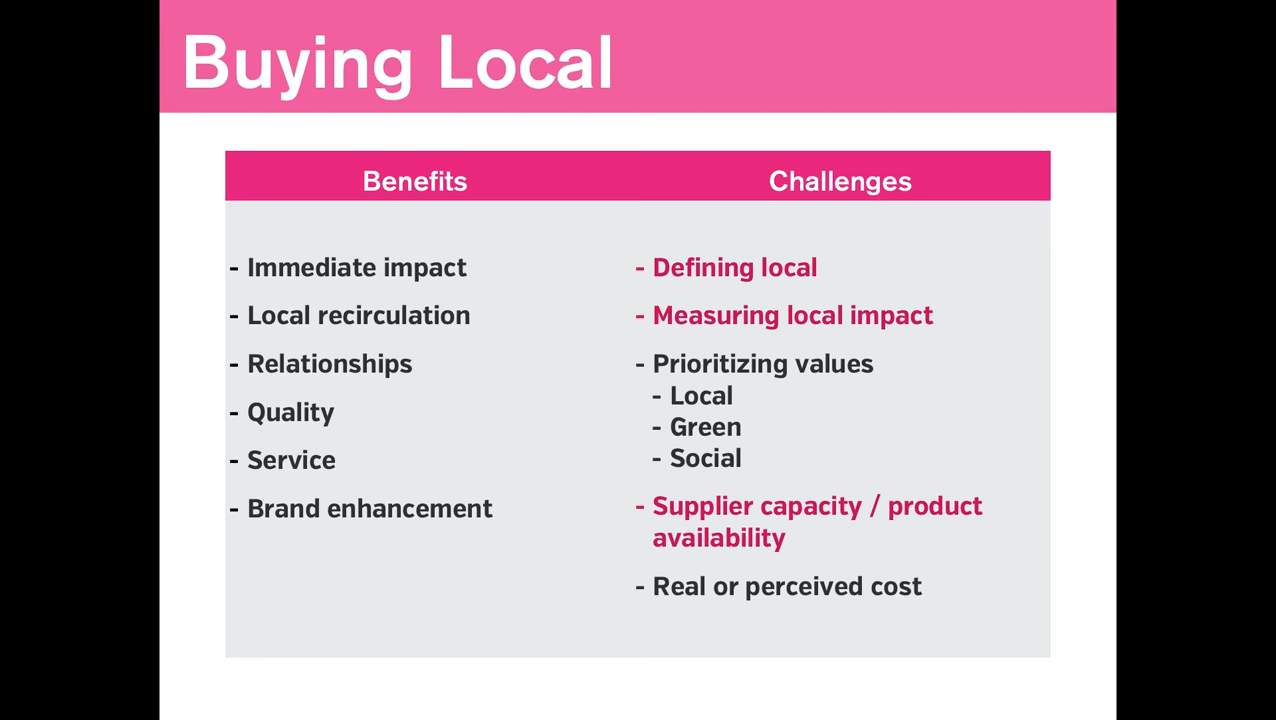 Buying Local
Benefits
Challenges
- Immediate impact
- Local recirculation
- Relationships
- Quality
- Service
- Brand enhancement
- Defining local
- Measuring local impact
- Prioritizing values
- Local
- Green
- Social
- Supplier capacity / product
availability
- Real or perceived cost